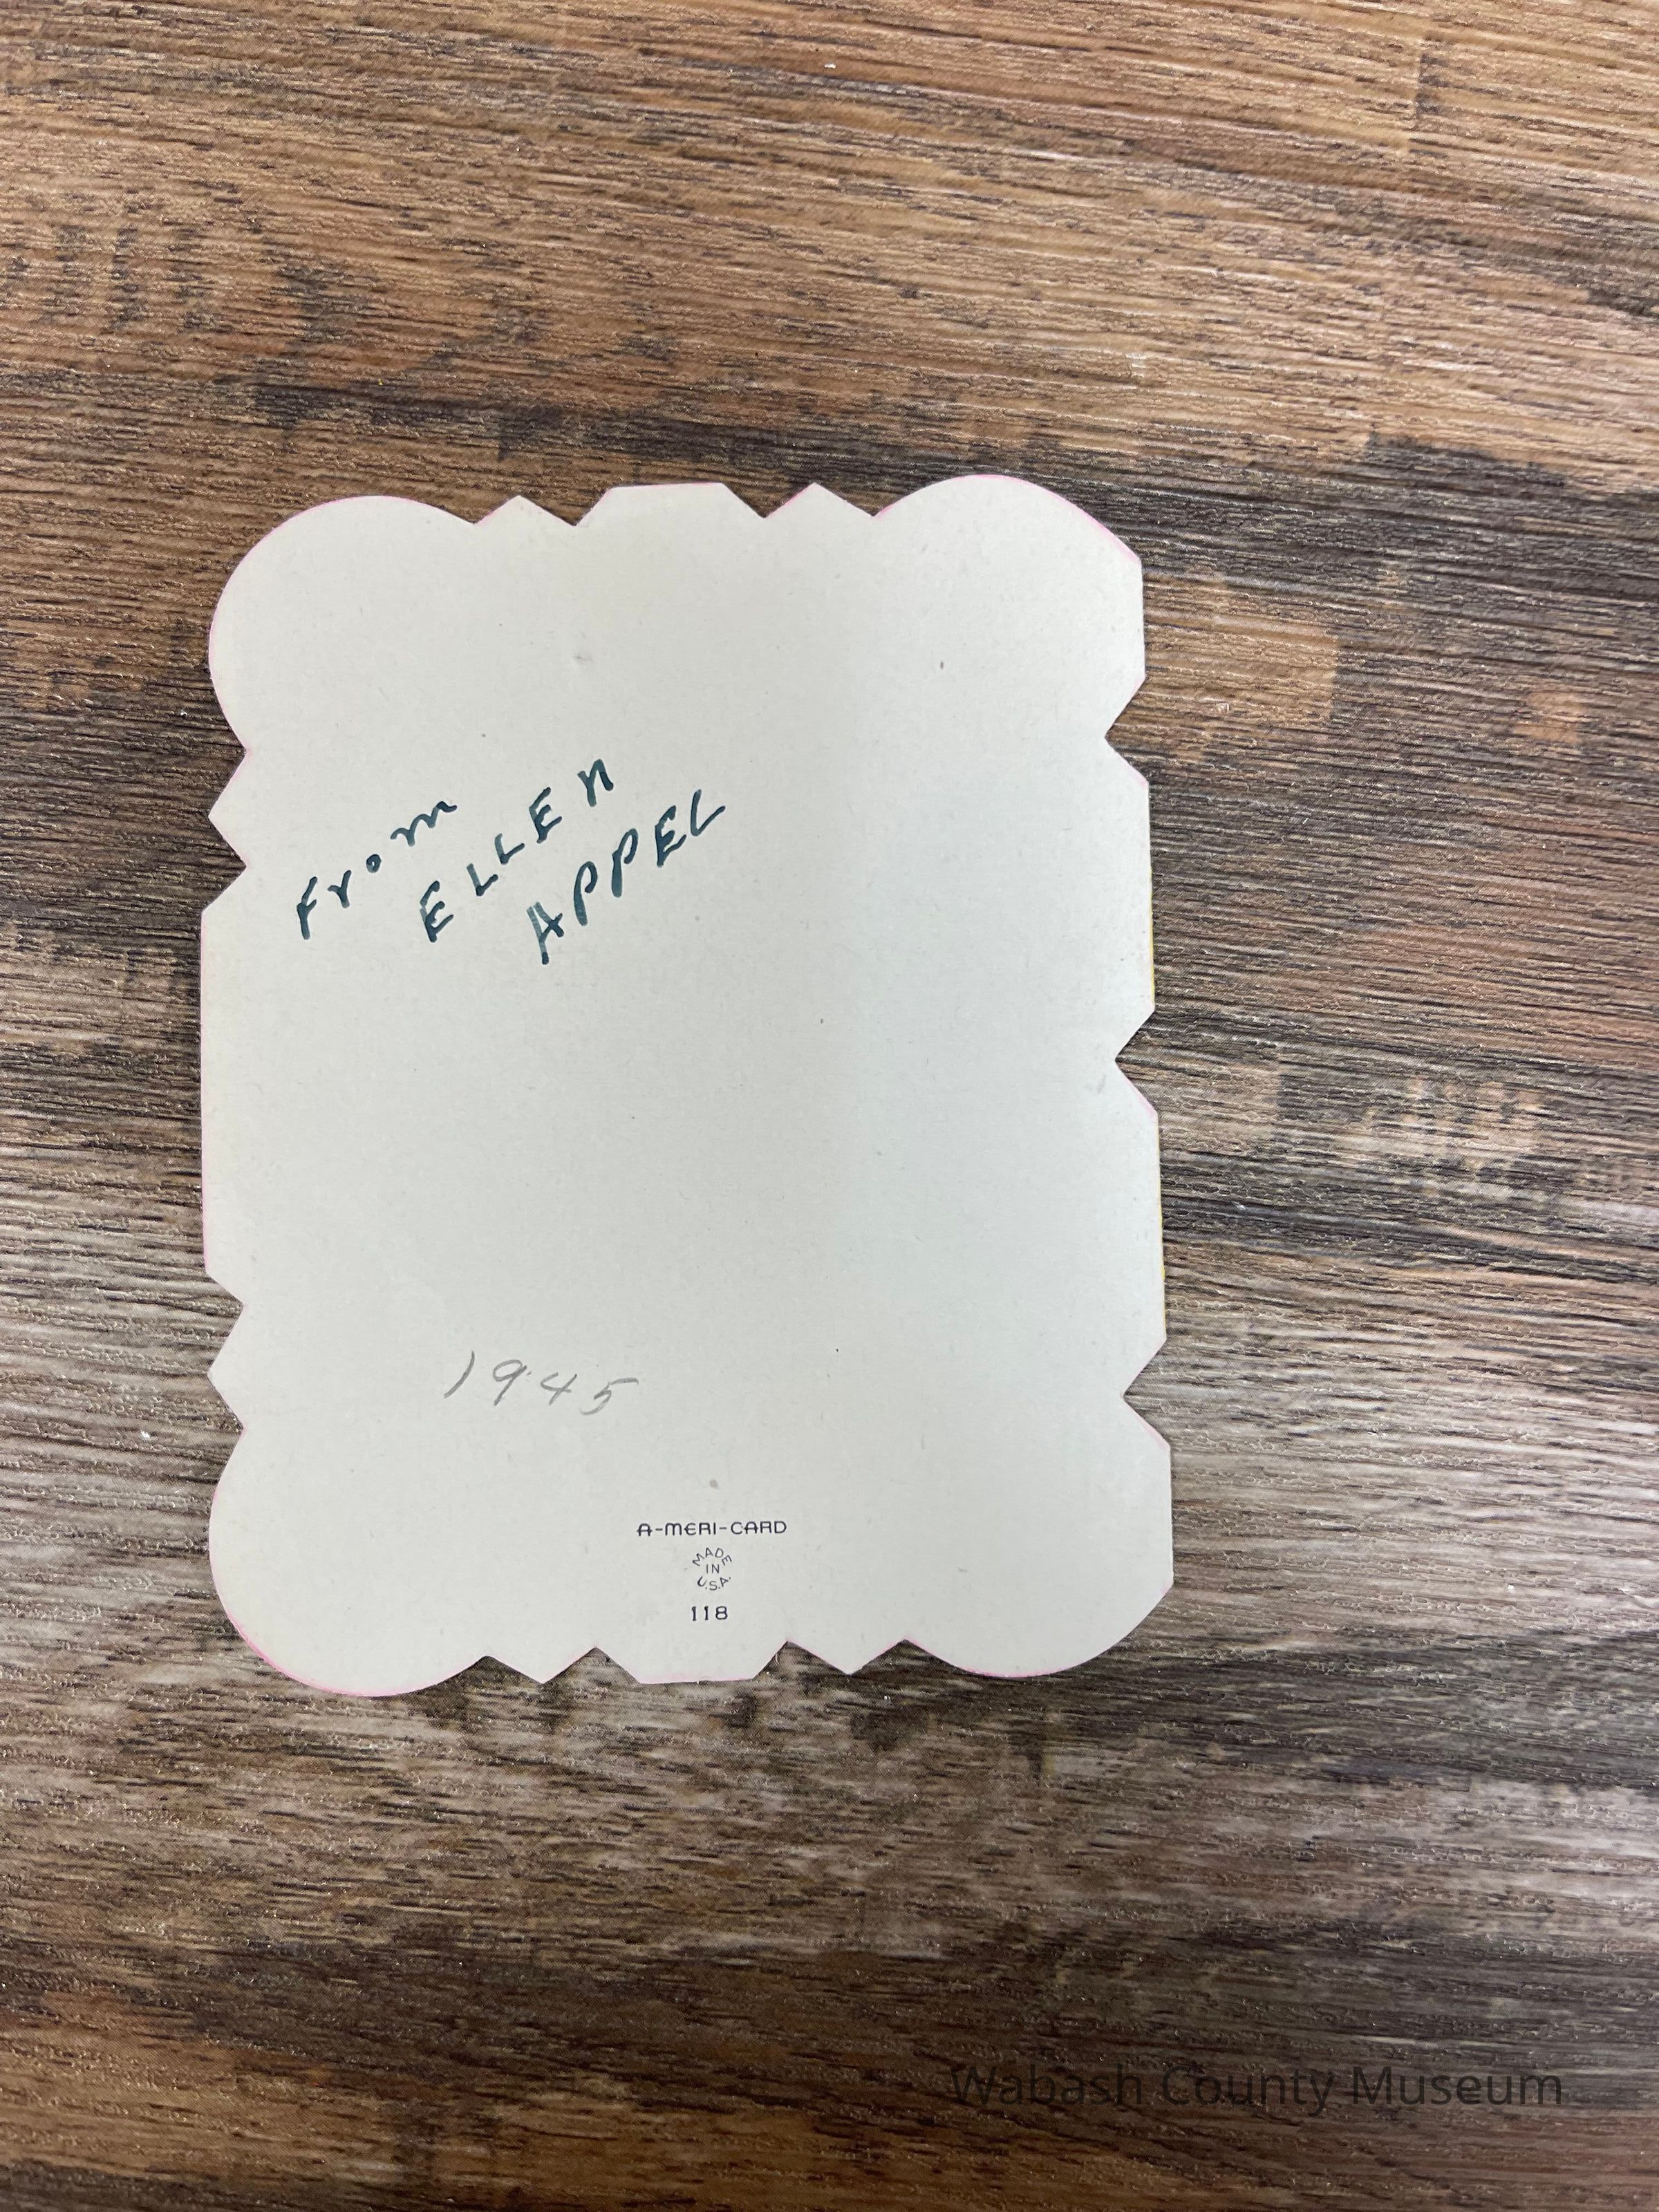 From
ELLEN
APPEL
1945
A-MERI-CARD
MADE
IN
U.S.A.
118
Wabash County Museum